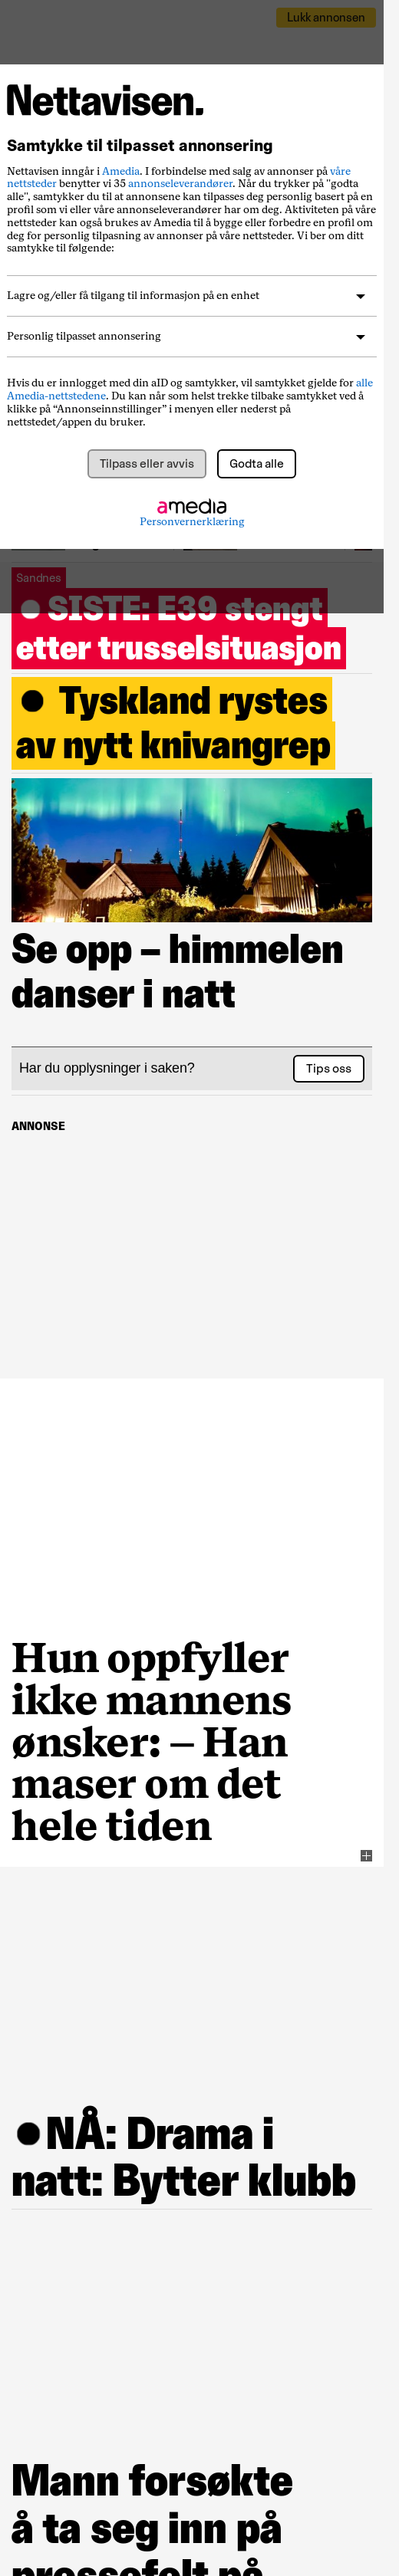 Lukk annonsen
Nettavisen.
Samtykke til tilpasset annonsering
Nettavisen inngår i Amedia. I forbindelse med salg av annonser på våre
nettsteder benytter vi 35 annonseleverandører. Når du trykker på "godta
alle", samtykker du til at annonsene kan tilpasses deg personlig basert på en
profil som vi eller våre annonseleverandører har om deg. Aktiviteten på våre
nettsteder kan også brukes av Amedia til å bygge eller forbedre en profil om
deg for personlig tilpasning av annonser på våre nettsteder. Vi ber om ditt
samtykke til følgende:
Lagre og/eller få tilgang til informasjon på en enhet
Personlig tilpasset annonsering
Hvis du er innlogget med din aID og samtykker, vil samtykket gjelde for alle
Amedia-nettstedene. Du kan når som helst trekke tilbake samtykket ved å
klikke på “Annonseinnstillinger” i menyen eller nederst på
nettstedet/appen du bruker.
Tilpass eller avvis Godta alle
amedia
Personvernerklæring
Sandnes
SISTE: E39 stengt
etter trusselsituasjon
Tyskland rystes
av nytt knivangrep
Se opp – himmelen
danser i natt
Har du opplysninger i saken? Tips oss
ANNONSE
Hun oppfyller
ikke mannens
ønsker: – Han
maser om det
hele tiden
NÅ: Drama i
natt: Bytter klubb
Mann forsøkte
å ta seg inn på
pressefelt på